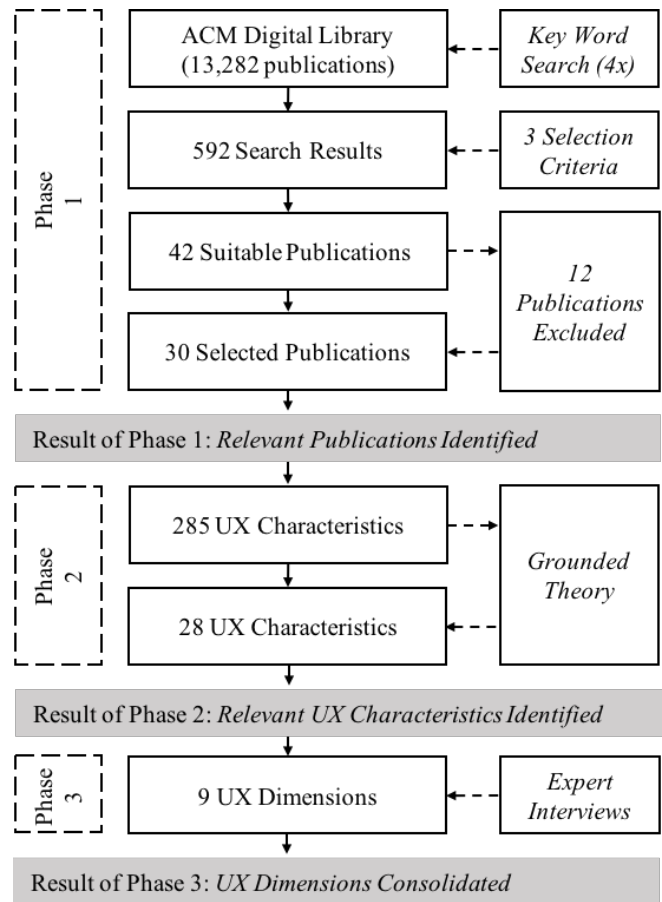 ACM Digital Library
(13,282 publications)
Key Word
Search (4x)
592 Search Results
3 Selection
Criteria
Phase
1
42 Suitable Publications
12
Publications
Excluded
30 Selected Publications
Result of Phase 1: Relevant Publications Identified
Phase
2
285 UX Characteristics
Grounded
Theory
28 UX Characteristics
Result of Phase 2: Relevant UX Characteristics Identified
Phase
3
9 UX Dimensions
Expert
Interviews
Result of Phase 3: UX Dimensions Consolidated